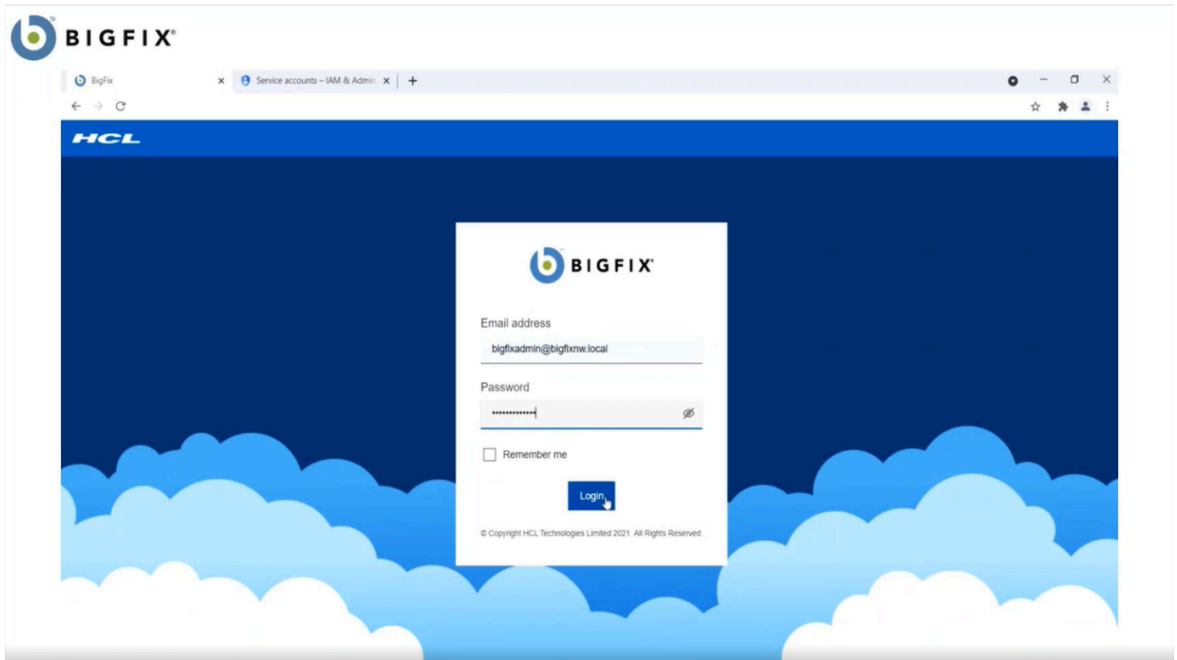 BIGFIX®
BigFix
Service accounts – IAM & Admin
HCL
BIGFIX
Email address
bigfixadmin@bigfixnw.local
Password
Remember me
Login
© Copyright HCL Technologies Limited 2021. All Rights Reserved.